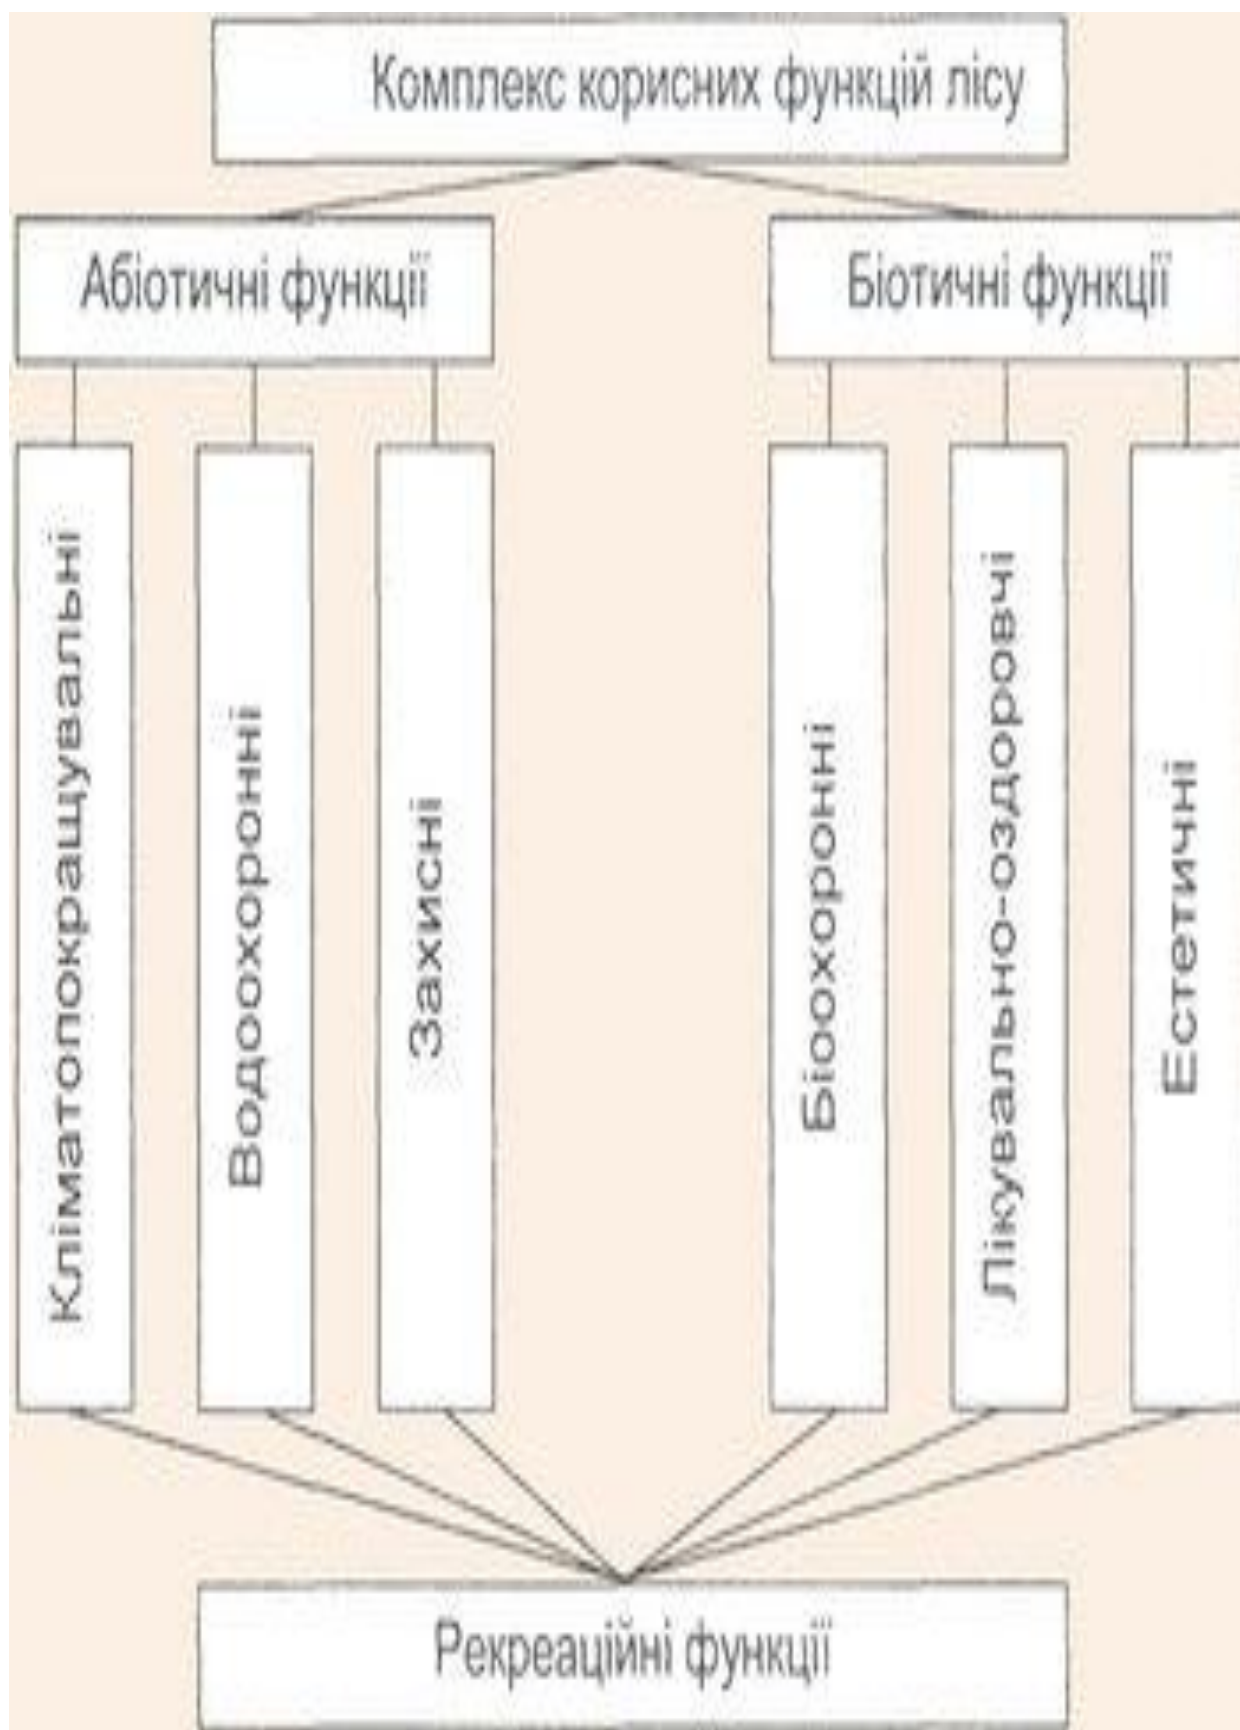 Комплекс корисних функцій лісу
Абіотичні функції
Біотичні функції
Кліматопокращувальні
Водоохоронні
Захисні
Біоохоронні
Лікувально-оздоровчі
Естетичні
Рекреаційні функції